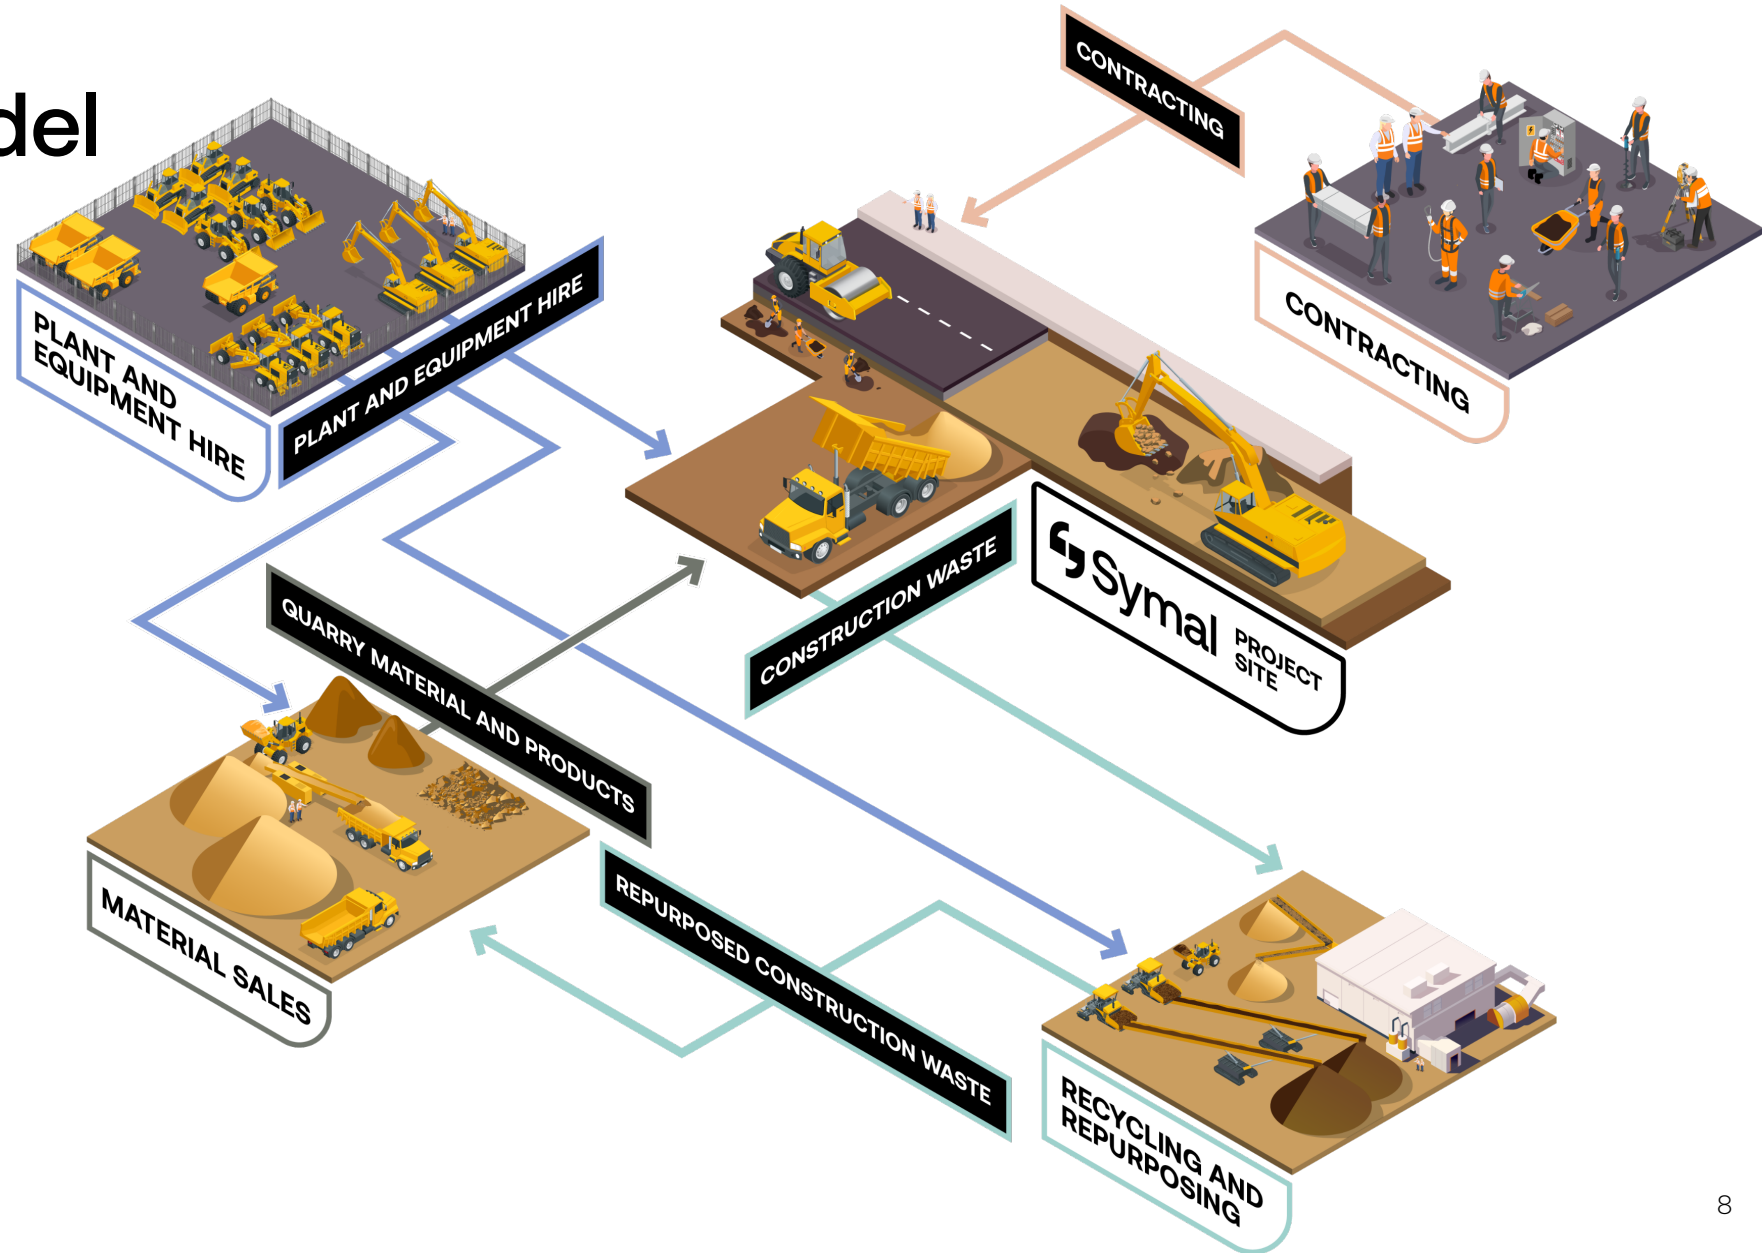 del
CONTRACTING
PLANT AND
EQUIPMENT HIRE
PLANT AND EQUIPMENT HIRE
CONTRACTING
QUARRY MATERIAL AND PRODUCTS
CONSTRUCTION WASTE
Symal PROJECT
SITE
MATERIAL SALES
REPURPOSED CONSTRUCTION WASTE
RECYCLING AND
REPURPOSING
8